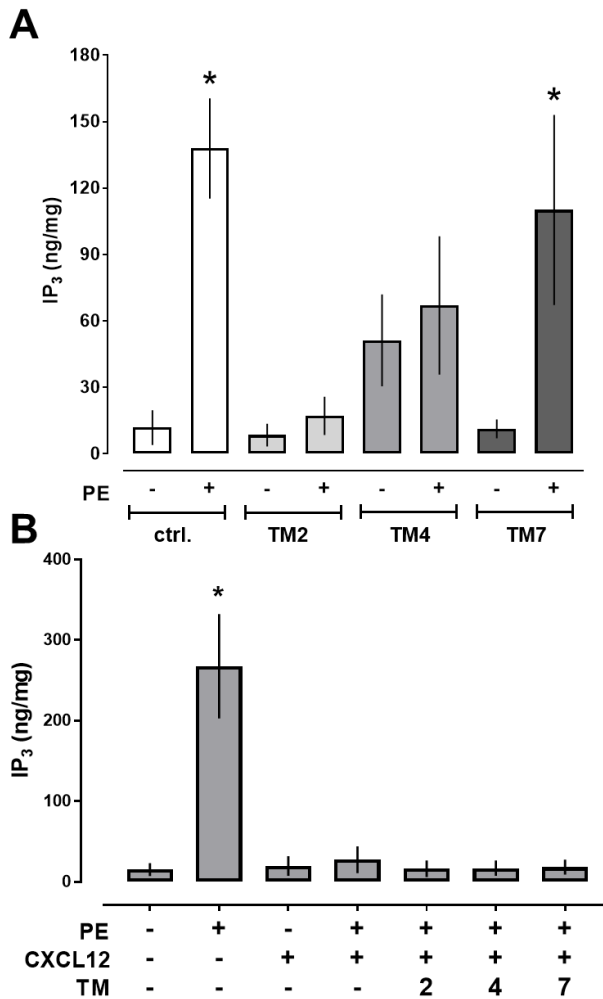 A
180
*
*
150
120
90
60
30
0
IP₃ (ng/mg)
PE - + - + - + - +
ctrl. TM2 TM4 TM7
B
400
*
300
200
100
0
IP₃ (ng/mg)
PE - + - + + + +
CXCL12 - - + + + + +
TM - - - - 2 4 7